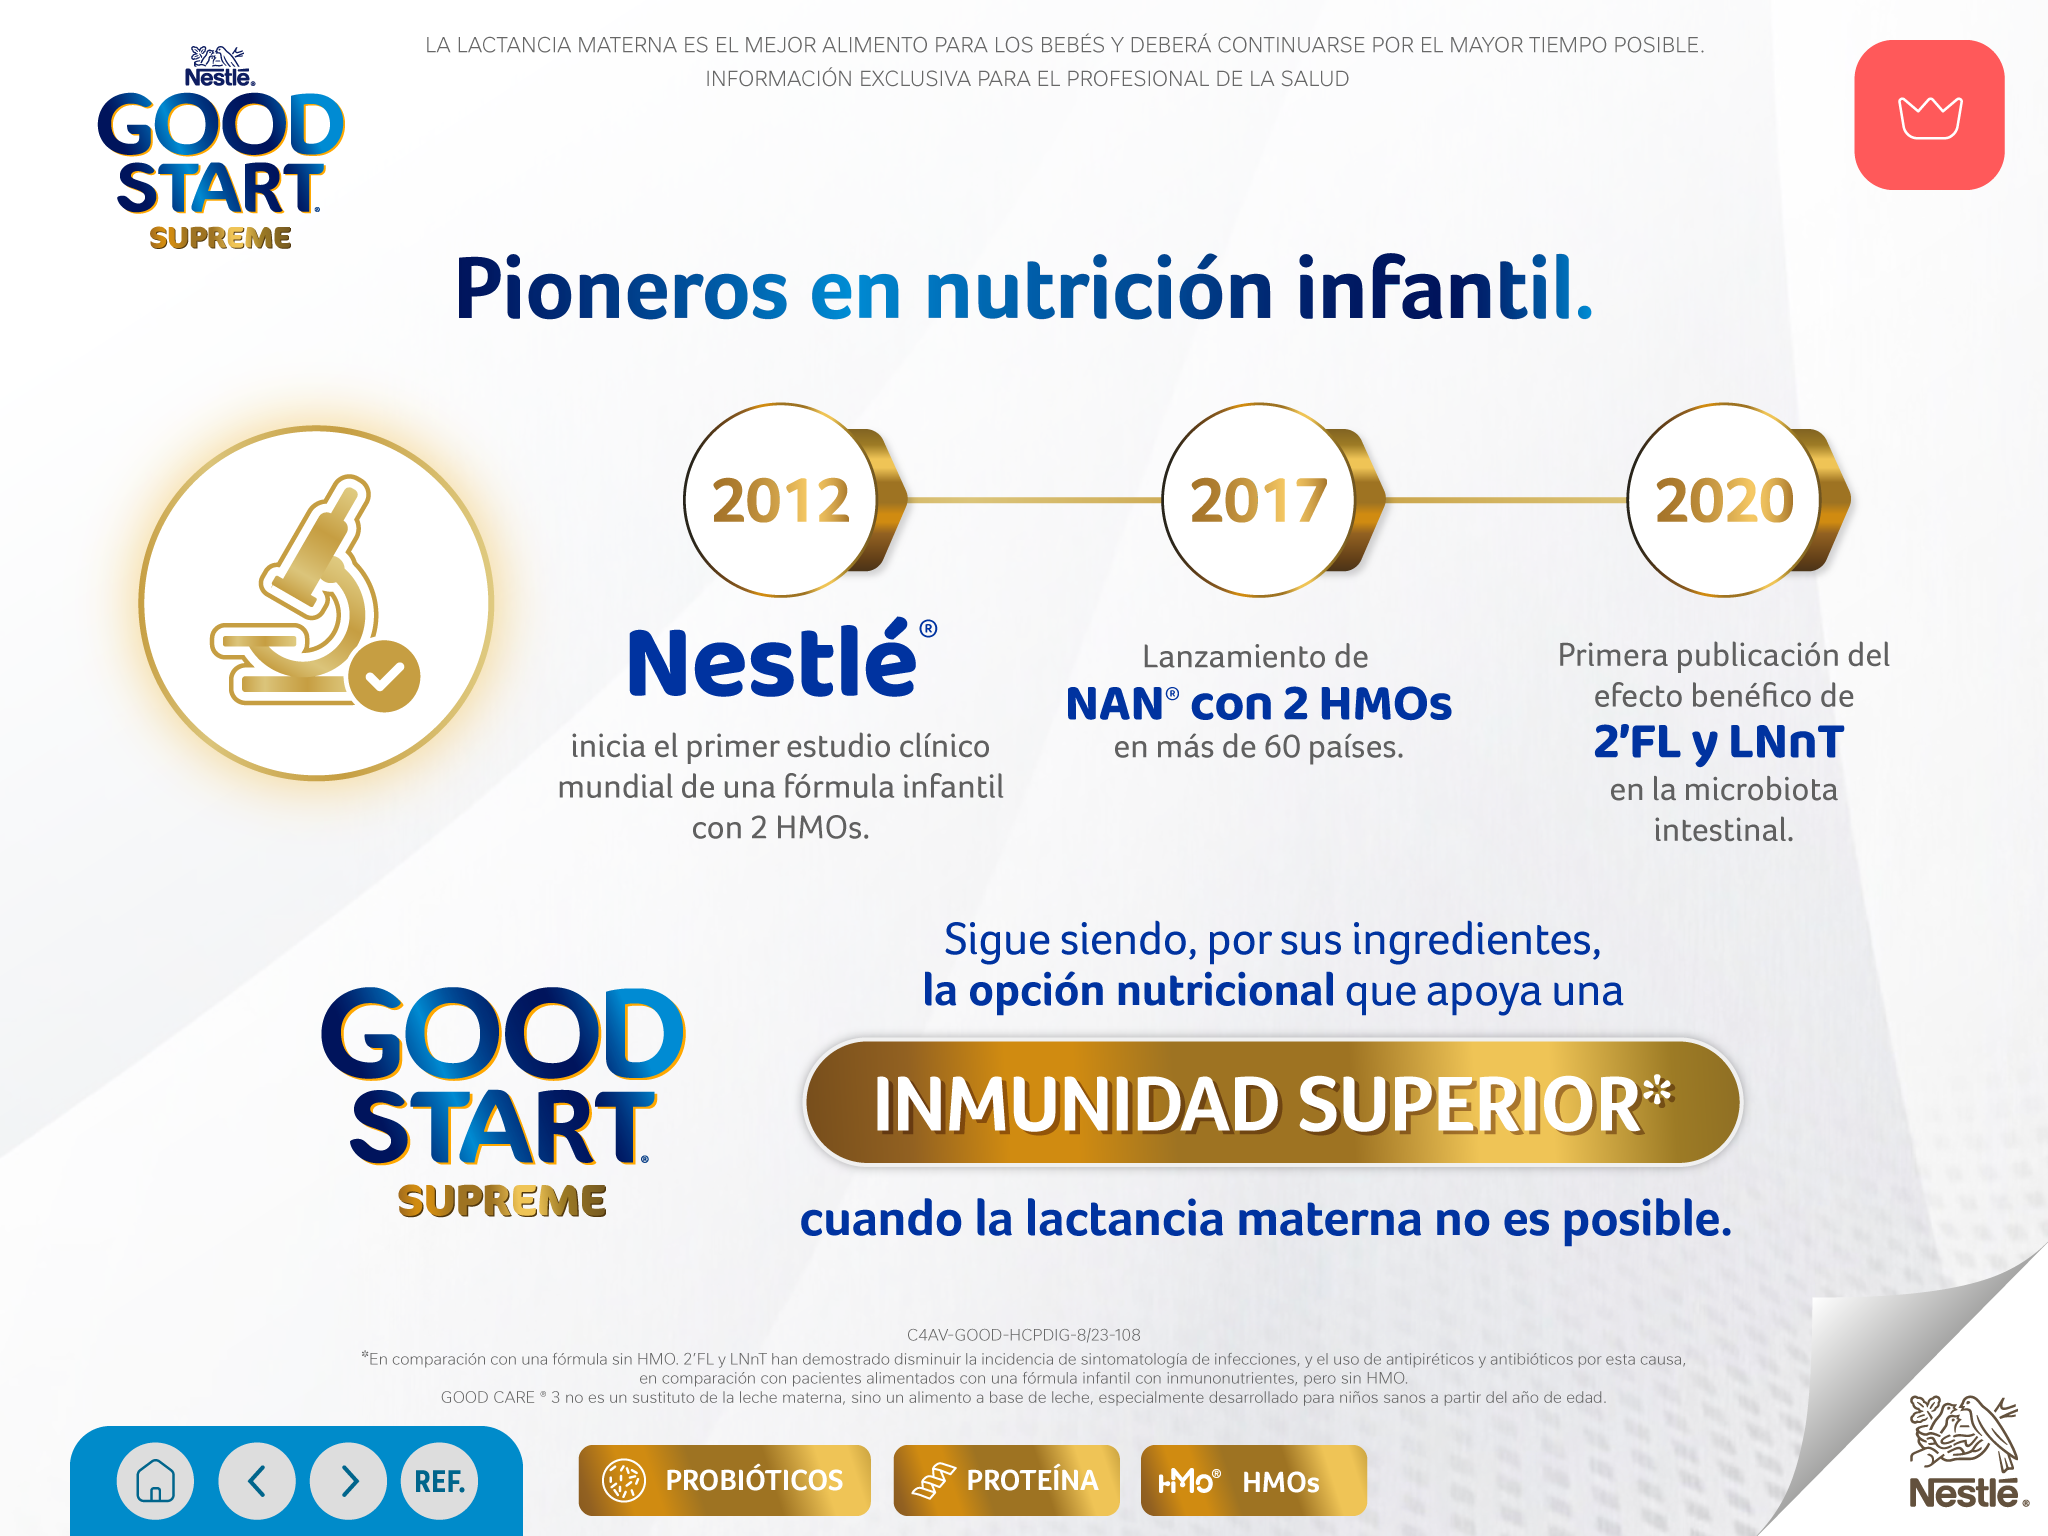 LA LACTANCIA MATERNA ES EL MEJOR ALIMENTO PARA LOS BEBÉS Y DEBERÁ CONTINUARSE POR EL MAYOR TIEMPO POSIBLE.
INFORMACIÓN EXCLUSIVA PARA EL PROFESIONAL DE LA SALUD
Nestlé®
GOOD
START®
SUPREME
Pioneros en nutrición infantil.
2012
Nestlé®
inicia el primer estudio clínico
mundial de una fórmula infantil
con 2 HMOs.
2017
Lanzamiento de
NAN® con 2 HMOs
en más de 60 países.
2020
Primera publicación del
efecto benéfico de
2’FL y LNnT
en la microbiota
intestinal.
GOOD
START®
SUPREME
Sigue siendo, por sus ingredientes,
la opción nutricional que apoya una
INMUNIDAD SUPERIOR*
cuando la lactancia materna no es posible.
C4AV-GOOD-HCPDIG-8/23-108
*En comparación con una fórmula sin HMO. 2’FL y LNnT han demostrado disminuir la incidencia de sintomatología de infecciones, y el uso de antipiréticos y antibióticos por esta causa,
en comparación con pacientes alimentados con una fórmula infantil con inmunonutrientes, pero sin HMO.
GOOD CARE ® 3 no es un sustituto de la leche materna, sino un alimento a base de leche, especialmente desarrollado para niños sanos a partir del año de edad.
REF.
PROBIÓTICOS
PROTEÍNA
HMO® HMOs
Nestlé®